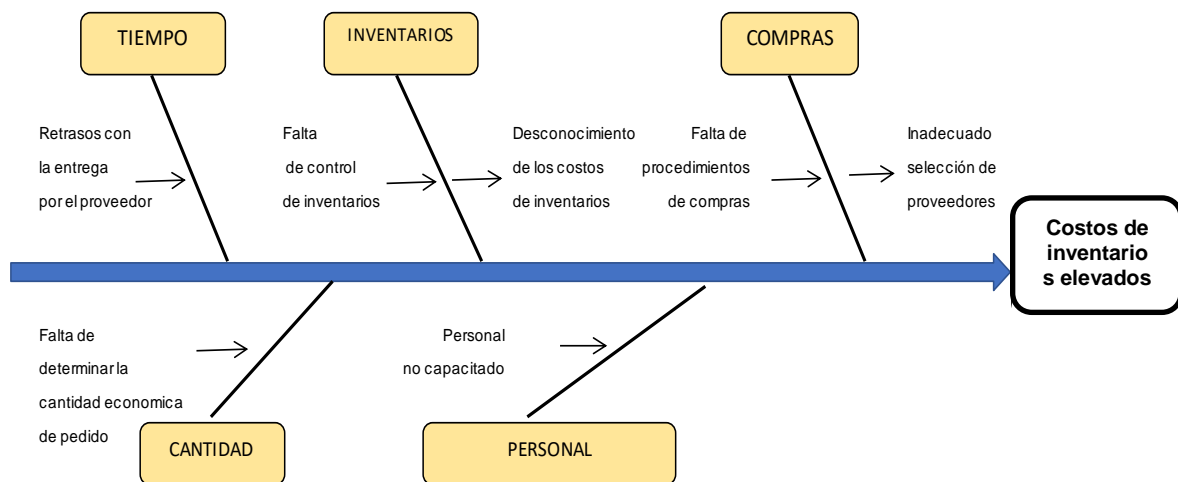 TIEMPO
INVENTARIOS
COMPRAS
Retrasos con
la entrega
por el proveedor
Falta
de control
de inventarios
Desconocimiento
de los costos
de inventarios
Falta de
procedimientos
de compras
Inadecuado
selección de
proveedores
Costos de
inventario
s elevados
Falta de
determinar la
cantidad economica
de pedido
Personal
no capacitado
CANTIDAD
PERSONAL